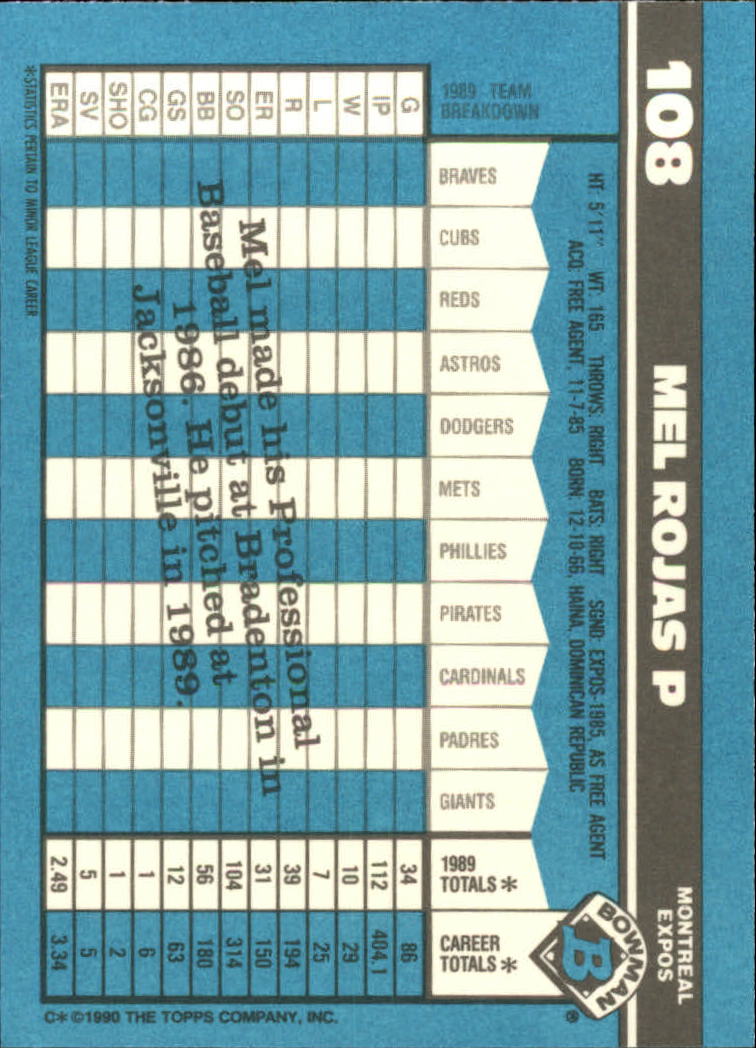 108
MEL ROJAS P
MONTREAL
EXPOS
HT: 5'11" WT: 165 THROWS: RIGHT BATS: RIGHT SGND: EXPOS-1985, AS FREE AGENT
ACQ: FREE AGENT, 11-7-85 BORN: 12-10-66, HAINA, DOMINICAN REPUBLIC
BOWMAN
B
®
1989 TEAM
BREAKDOWN
BRAVES
CUBS
REDS
ASTROS
DODGERS
METS
PHILLIES
PIRATES
CARDINALS
PADRES
GIANTS
1989
TOTALS*
CAREER
TOTALS*
G 34 86
IP 112 404.1
W 10 29
L 7 25
R 39 194
ER 31 150
SO 104 314
BB 56 180
GS 12 63
CG 1 6
SHO 1 2
SV 5 5
ERA 2.49 3.34
Mel made his Professional
Baseball debut at Bradenton in
1986. He pitched at
Jacksonville in 1989.
*STATISTICS PERTAIN TO MINOR LEAGUE CAREER
C* ©1990 THE TOPPS COMPANY, INC.